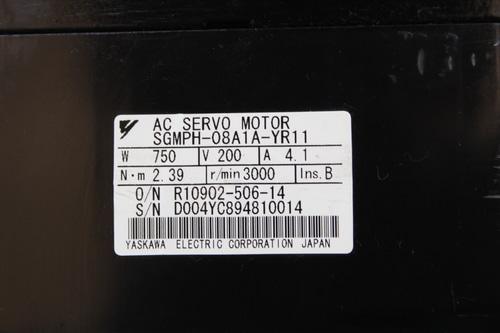 AC SERVO MOTOR
SGMPH-08A1A-YR11
W 750 V 200 A 4.1
N·m 2.39 r/min 3000 Ins. B
O/N R10902-506-14
S/N D004YC894810014
YASKAWA ELECTRIC CORPORATION JAPAN